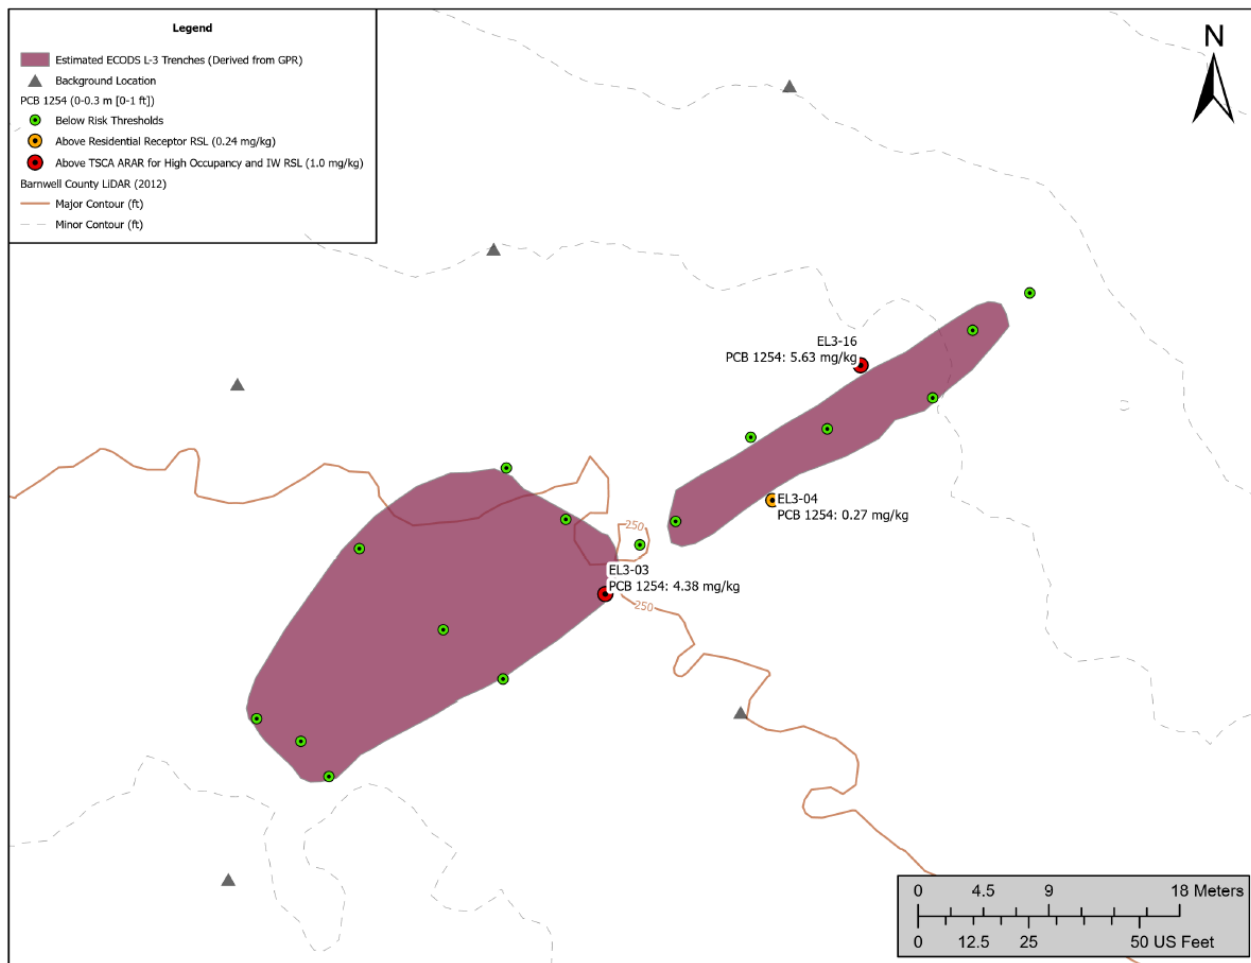 Legend
Estimated ECODS L-3 Trenches (Derived from GPR)
Background Location
PCB 1254 (0-0.3 m [0-1 ft])
Below Risk Thresholds
Above Residential Receptor RSL (0.24 mg/kg)
Above TSCA ARAR for High Occupancy and IW RSL (1.0 mg/kg)
Barnwell County LiDAR (2012)
Major Contour (ft)
Minor Contour (ft)
N
EL3-16
PCB 1254: 5.63 mg/kg
EL3-04
PCB 1254: 0.27 mg/kg
250
EL3-03
PCB 1254: 4.38 mg/kg
250
0 4.5 9 18 Meters
0 12.5 25 50 US Feet